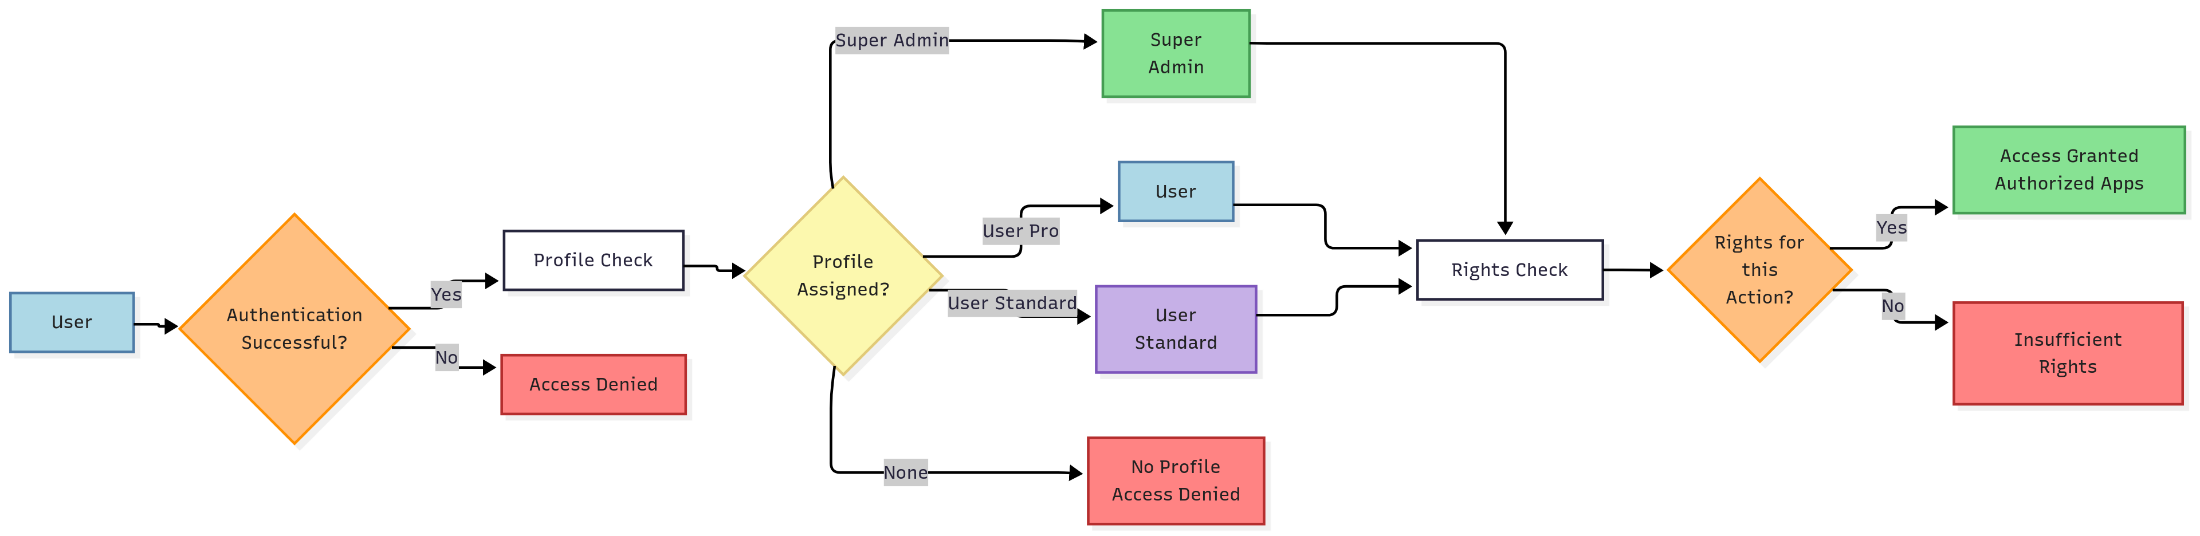 User
Authentication
Successful?
Yes
No
Profile Check
Access Denied
Profile
Assigned?
Super Admin
User Pro
User Standard
None
Super
Admin
User
User
Standard
No Profile
Access Denied
Rights Check
Rights for
this
Action?
Yes
No
Access Granted
Authorized Apps
Insufficient
Rights